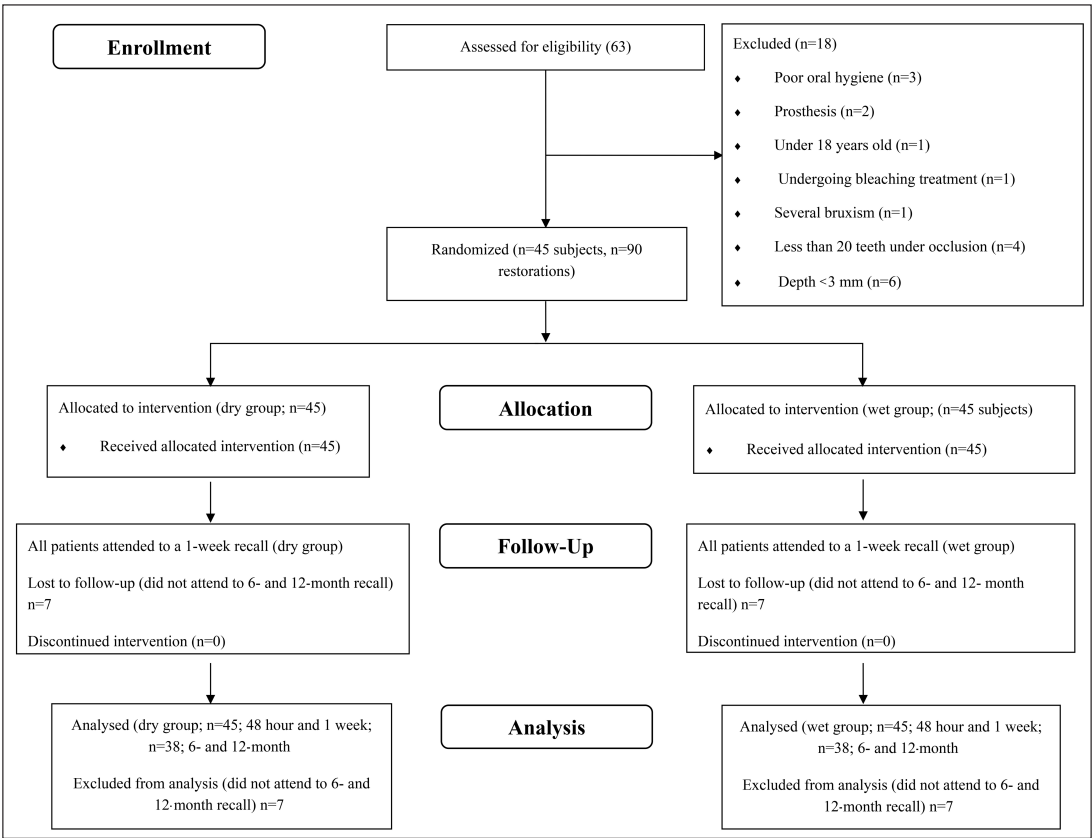 Enrollment
Assessed for eligibility (63)
Excluded (n=18)
♦ Poor oral hygiene (n=3)
♦ Prosthesis (n=2)
♦ Under 18 years old (n=1)
♦ Undergoing bleaching treatment (n=1)
♦ Several bruxism (n=1)
♦ Less than 20 teeth under occlusion (n=4)
♦ Depth <3 mm (n=6)
Randomized (n=45 subjects, n=90
restorations)
Allocation
Allocated to intervention (dry group; n=45)
♦ Received allocated intervention (n=45)
Allocated to intervention (wet group; (n=45 subjects)
♦ Received allocated intervention (n=45)
Follow-Up
All patients attended to a 1-week recall (dry group)
Lost to follow-up (did not attend to 6- and 12-month recall)
n=7
Discontinued intervention (n=0)
All patients attended to a 1-week recall (wet group)
Lost to follow-up (did not attend to 6- and 12- month
recall) n=7
Discontinued intervention (n=0)
Analysis
Analysed (dry group; n=45; 48 hour and 1 week;
n=38; 6- and 12-month
Excluded from analysis (did not attend to 6- and
12-month recall) n=7
Analysed (wet group; n=45; 48 hour and 1 week;
n=38; 6- and 12-month
Excluded from analysis (did not attend to 6- and
12-month recall) n=7